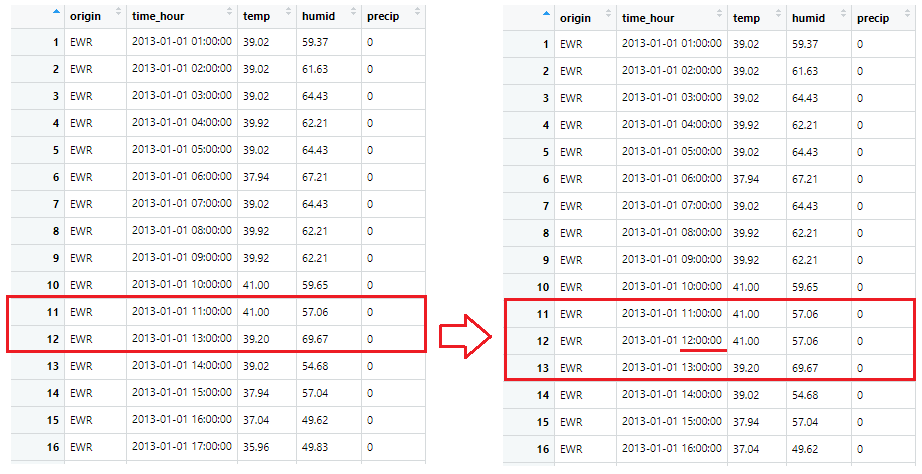 origin time_hour temp humid precip
1 EWR 2013-01-01 01:00:00 39.02 59.37 0
2 EWR 2013-01-01 02:00:00 39.02 61.63 0
3 EWR 2013-01-01 03:00:00 39.02 64.43 0
4 EWR 2013-01-01 04:00:00 39.92 62.21 0
5 EWR 2013-01-01 05:00:00 39.02 64.43 0
6 EWR 2013-01-01 06:00:00 37.94 67.21 0
7 EWR 2013-01-01 07:00:00 39.02 64.43 0
8 EWR 2013-01-01 08:00:00 39.92 62.21 0
9 EWR 2013-01-01 09:00:00 39.92 62.21 0
10 EWR 2013-01-01 10:00:00 41.00 59.65 0
11 EWR 2013-01-01 11:00:00 41.00 57.06 0
12 EWR 2013-01-01 13:00:00 39.20 69.67 0
13 EWR 2013-01-01 14:00:00 39.02 54.68 0
14 EWR 2013-01-01 15:00:00 37.94 57.04 0
15 EWR 2013-01-01 16:00:00 37.04 49.62 0
16 EWR 2013-01-01 17:00:00 35.96 49.83 0
origin time_hour temp humid precip
1 EWR 2013-01-01 01:00:00 39.02 59.37 0
2 EWR 2013-01-01 02:00:00 39.02 61.63 0
3 EWR 2013-01-01 03:00:00 39.02 64.43 0
4 EWR 2013-01-01 04:00:00 39.92 62.21 0
5 EWR 2013-01-01 05:00:00 39.02 64.43 0
6 EWR 2013-01-01 06:00:00 37.94 67.21 0
7 EWR 2013-01-01 07:00:00 39.02 64.43 0
8 EWR 2013-01-01 08:00:00 39.92 62.21 0
9 EWR 2013-01-01 09:00:00 39.92 62.21 0
10 EWR 2013-01-01 10:00:00 41.00 59.65 0
11 EWR 2013-01-01 11:00:00 41.00 57.06 0
12 EWR 2013-01-01 12:00:00 41.00 57.06 0
13 EWR 2013-01-01 13:00:00 39.20 69.67 0
14 EWR 2013-01-01 14:00:00 39.02 54.68 0
15 EWR 2013-01-01 15:00:00 37.94 57.04 0
16 EWR 2013-01-01 16:00:00 37.04 49.62 0